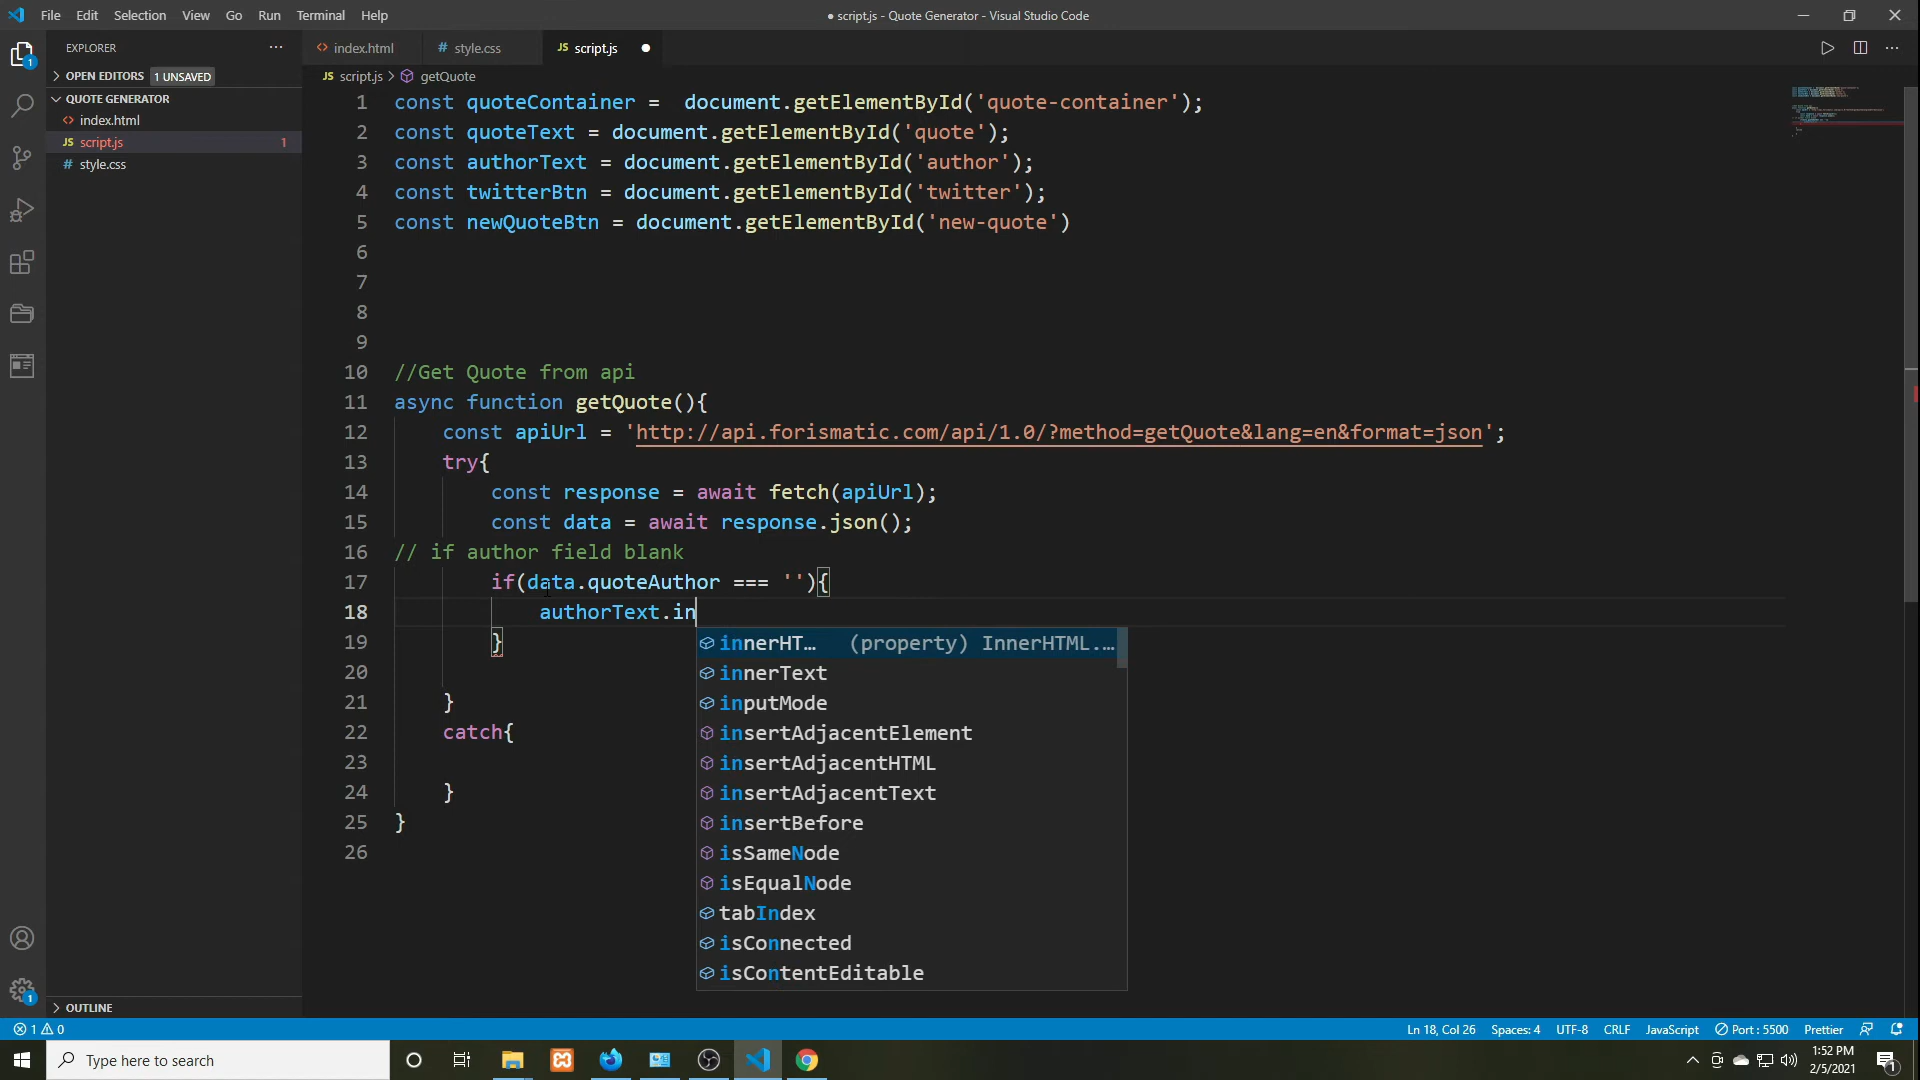 File Edit Selection View Go Run Terminal Help
● script.js - Quote Generator - Visual Studio Code
EXPLORER
OPEN EDITORS 1 UNSAVED
QUOTE GENERATOR
index.html
script.js 1
style.css
OUTLINE
index.html
style.css
JS script.js
JS script.js > getQuote
1 const quoteContainer =  document.getElementById('quote-container');
2 const quoteText = document.getElementById('quote');
3 const authorText = document.getElementById('author');
4 const twitterBtn = document.getElementById('twitter');
5 const newQuoteBtn = document.getElementById('new-quote')
6
7
8
9
10 //Get Quote from api
11 async function getQuote(){
12 const apiUrl = 'http://api.forismatic.com/api/1.0/?method=getQuote&lang=en&format=json';
13 try{
14 const response = await fetch(apiUrl);
15 const data = await response.json();
16 // if author field blank
17 if(data.quoteAuthor === ''){
18 authorText.in
19 }
20
21 }
22 catch{
23
24 }
25 }
26
innerHT… (property) InnerHTML.…
innerText
inputMode
insertAdjacentElement
insertAdjacentHTML
insertAdjacentText
insertBefore
isSameNode
isEqualNode
tabIndex
isConnected
isContentEditable
1 0
Ln 18, Col 26 Spaces: 4 UTF-8 CRLF JavaScript Port : 5500 Prettier
Type here to search
1:52 PM
2/5/2021